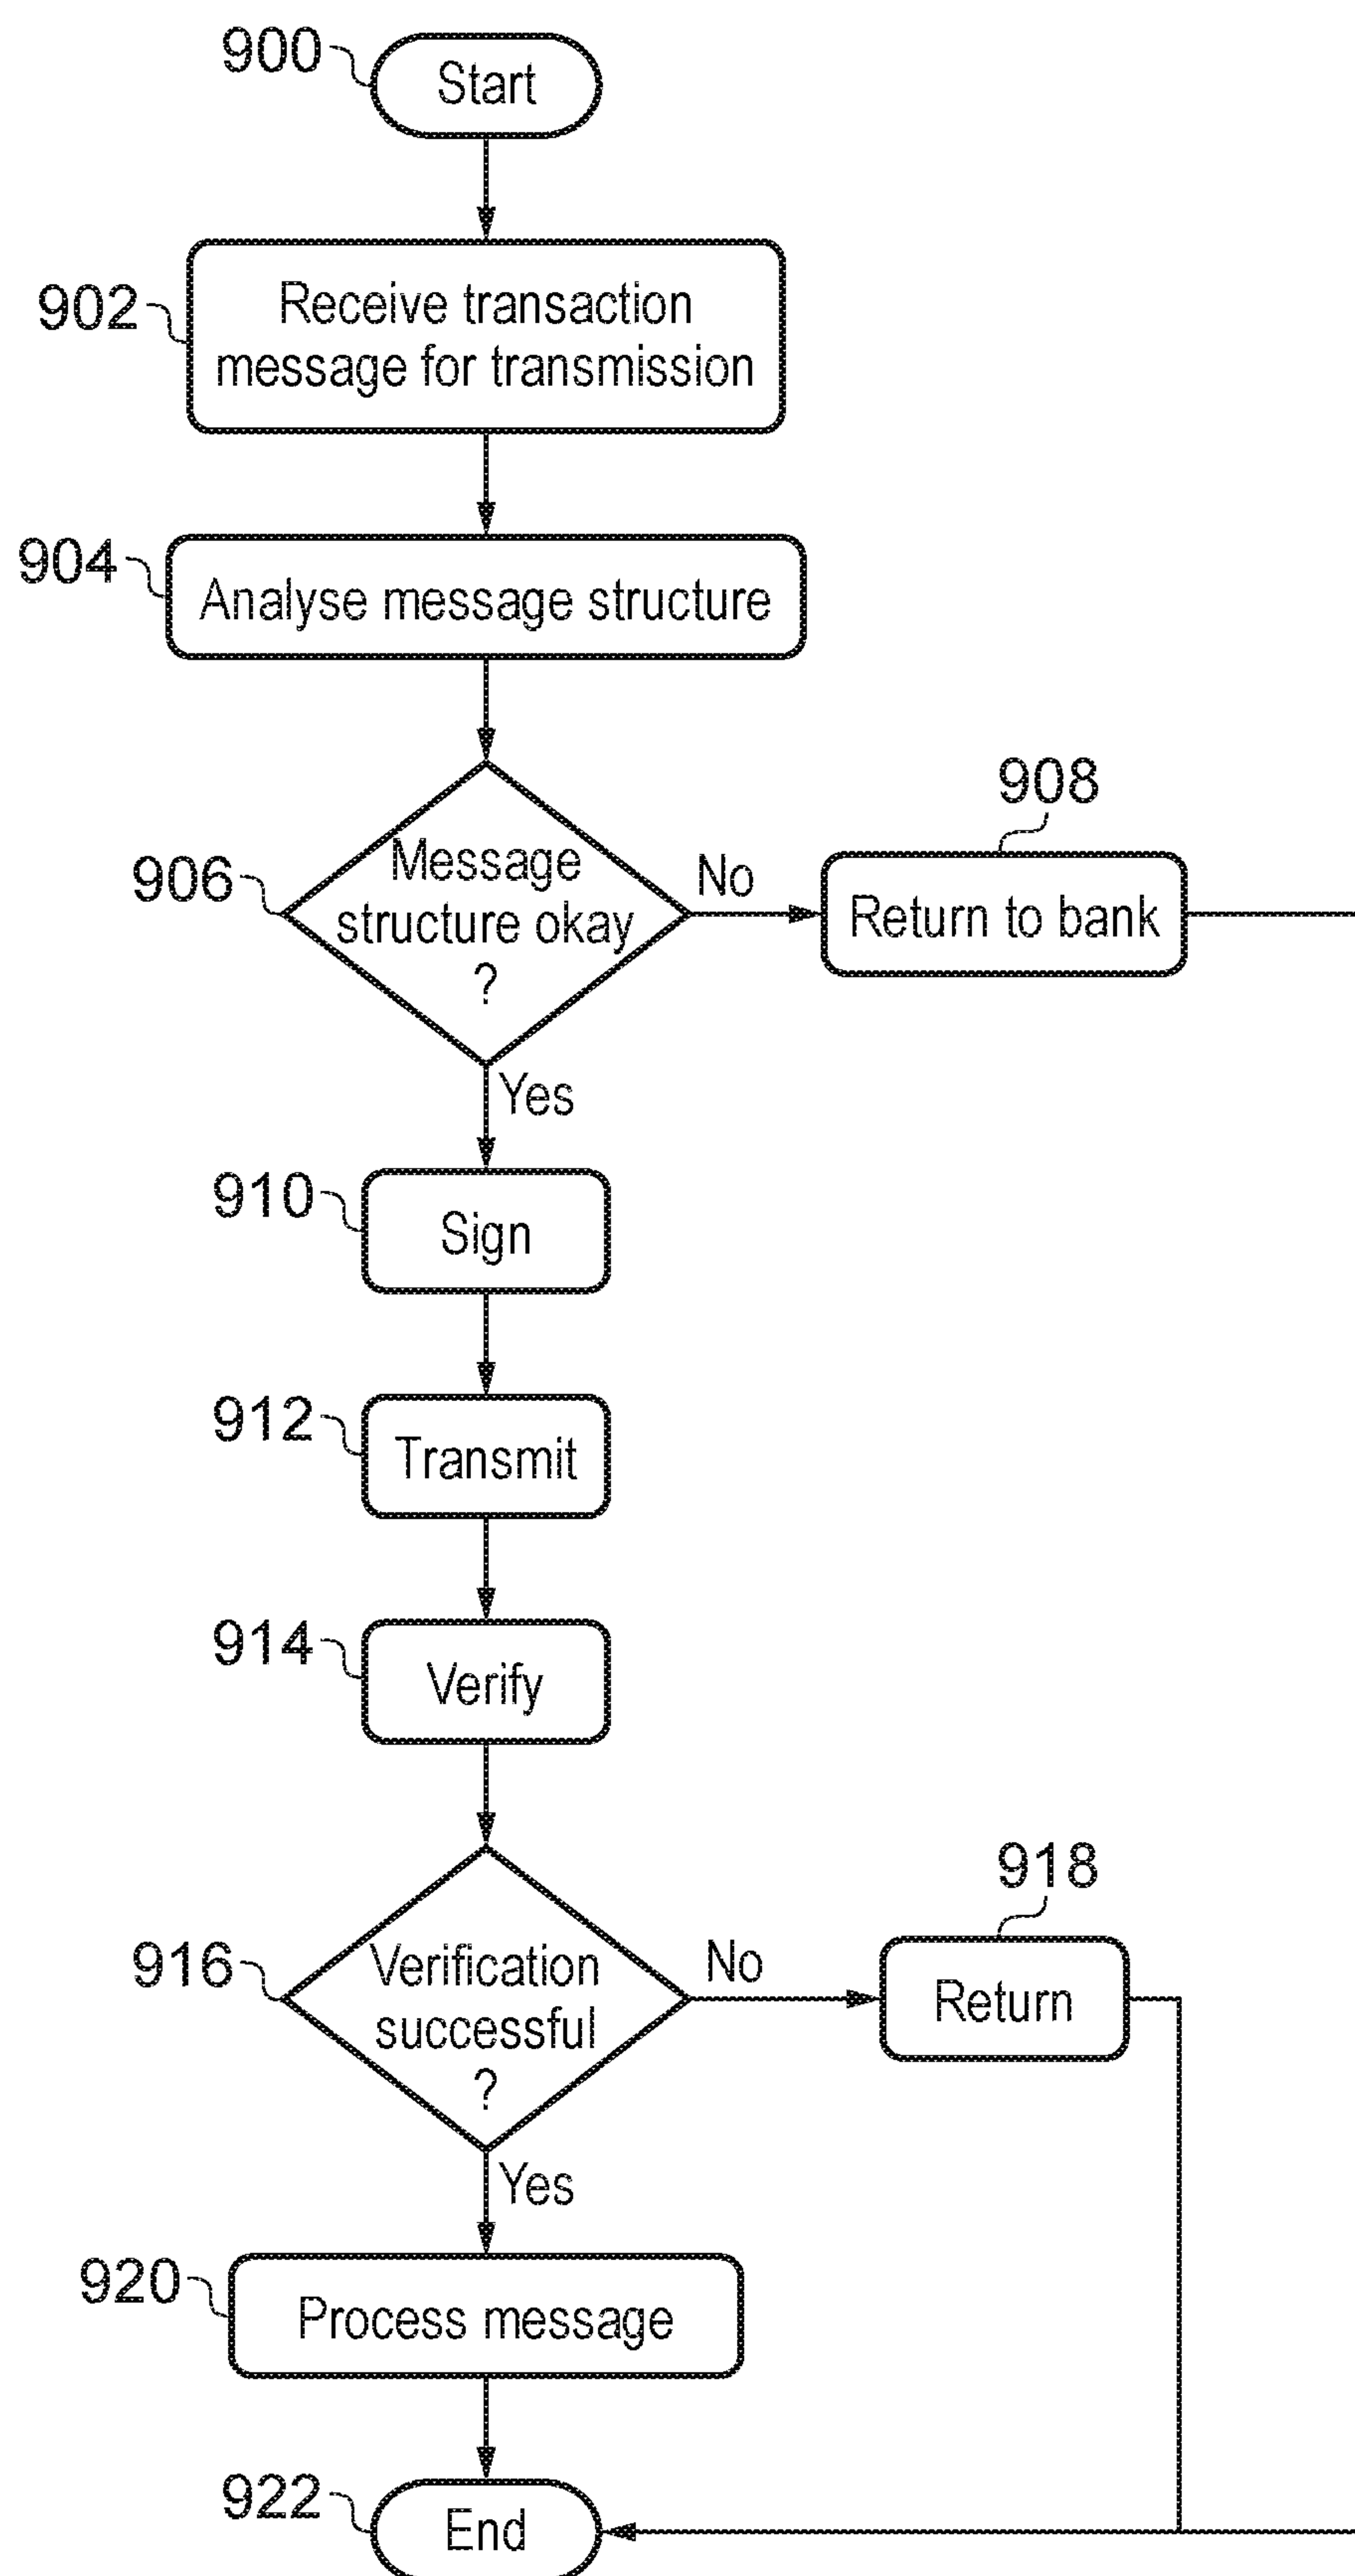 900
Start
902
Receive transaction
message for transmission
904
Analyse message structure
906
Message
structure okay
?
No
908
Return to bank
Yes
910
Sign
912
Transmit
914
Verify
916
Verification
successful
?
No
918
Return
Yes
920
Process message
922
End